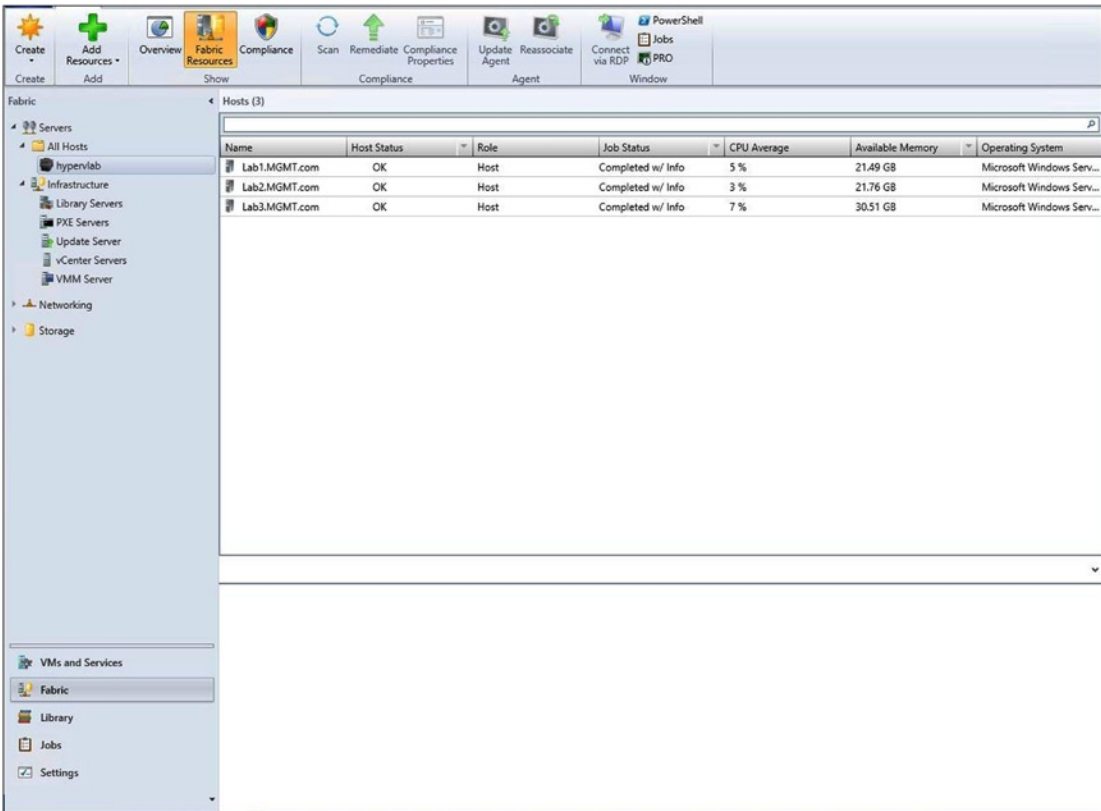 Create
Add Resources
Overview
Fabric Resources
Compliance
Scan
Remediate
Compliance Properties
Update Agent
Reassociate
Connect via RDP
PowerShell
Jobs
PRO
Create
Add
Show
Compliance
Agent
Window
Fabric
Servers
All Hosts
hypervlab
Infrastructure
Library Servers
PXE Servers
Update Server
vCenter Servers
VMM Server
Networking
Storage
VMs and Services
Fabric
Library
Jobs
Settings
Hosts (3)
Name Host Status Role Job Status CPU Average Available Memory Operating System
Lab1.MGMT.com OK Host Completed w/ Info 5 % 21.49 GB Microsoft Windows Serv...
Lab2.MGMT.com OK Host Completed w/ Info 3 % 21.76 GB Microsoft Windows Serv...
Lab3.MGMT.com OK Host Completed w/ Info 7 % 30.51 GB Microsoft Windows Serv...